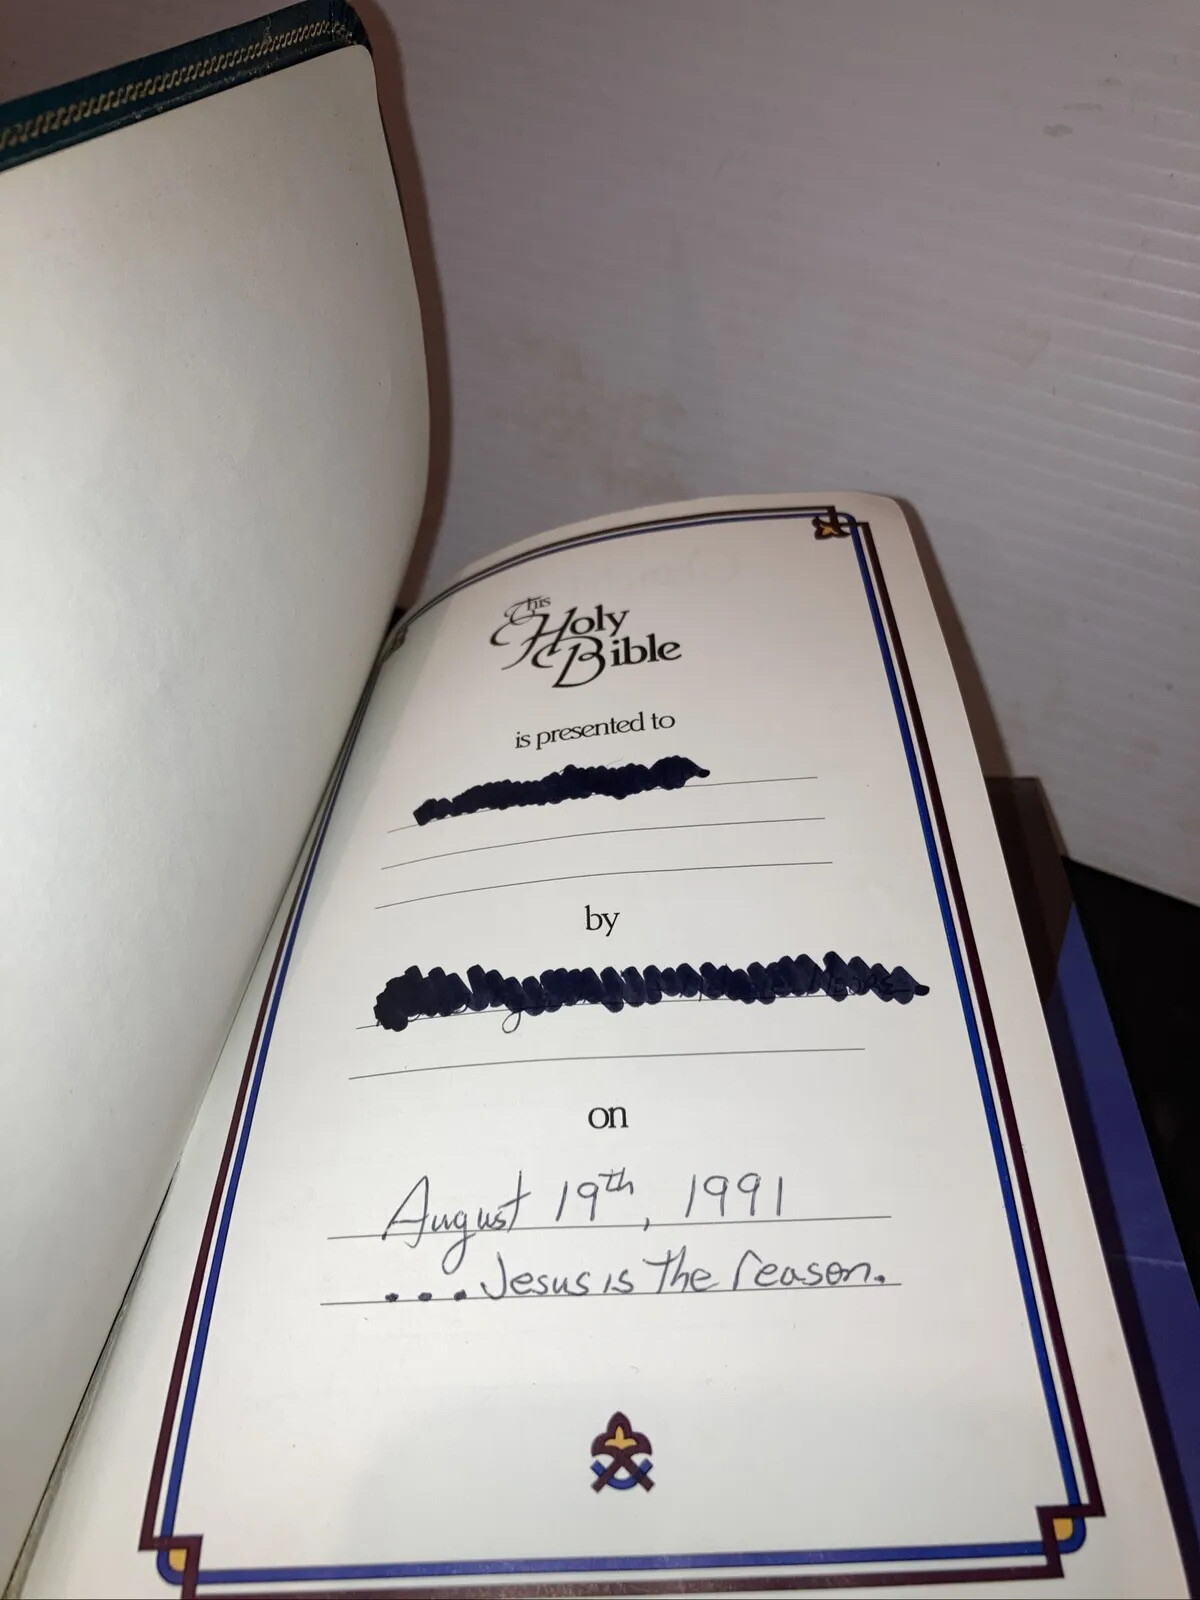 This
Holy
Bible
is presented to
by
on
August 19th, 1991
...Jesus is the reason.